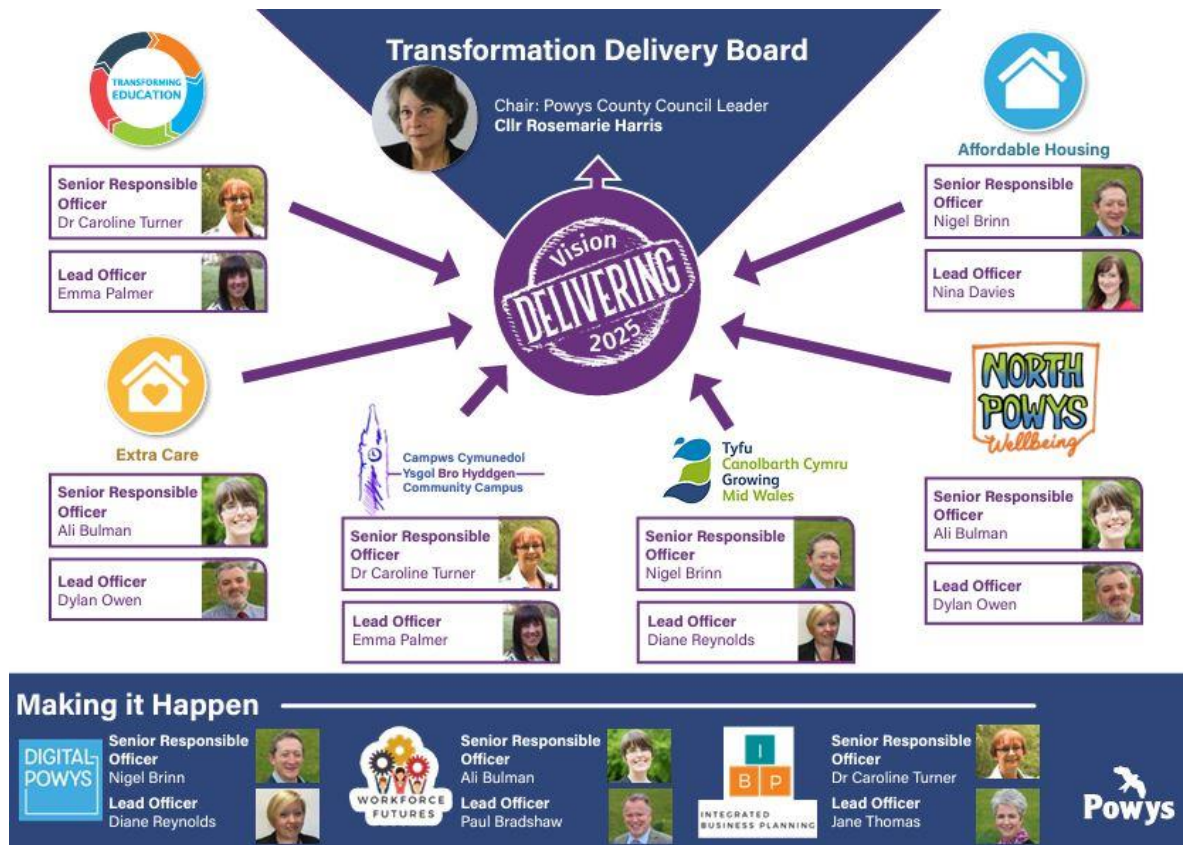 Transformation Delivery Board
Chair: Powys County Council Leader
Cllr Rosemarie Harris
TRANSFORMING
EDUCATION
Senior Responsible
Officer
Dr Caroline Turner
Lead Officer
Emma Palmer
Affordable Housing
Senior Responsible
Officer
Nigel Brinn
Lead Officer
Nina Davies
Vision
DELIVERING
2025
Extra Care
Senior Responsible
Officer
Ali Bulman
Lead Officer
Dylan Owen
Campws Cymunedol
Ysgol Bro Hyddgen
Community Campus
Senior Responsible
Officer
Dr Caroline Turner
Lead Officer
Emma Palmer
Tyfu
Canolbarth Cymru
Growing
Mid Wales
Senior Responsible
Officer
Nigel Brinn
Lead Officer
Diane Reynolds
NORTH
POWYS
Wellbeing
Senior Responsible
Officer
Ali Bulman
Lead Officer
Dylan Owen
Making it Happen
DIGITAL
POWYS
Senior Responsible
Officer
Nigel Brinn
Lead Officer
Diane Reynolds
WORKFORCE
FUTURES
Senior Responsible
Officer
Ali Bulman
Lead Officer
Paul Bradshaw
I
B P
INTEGRATED
BUSINESS PLANNING
Senior Responsible
Officer
Dr Caroline Turner
Lead Officer
Jane Thomas
Powys